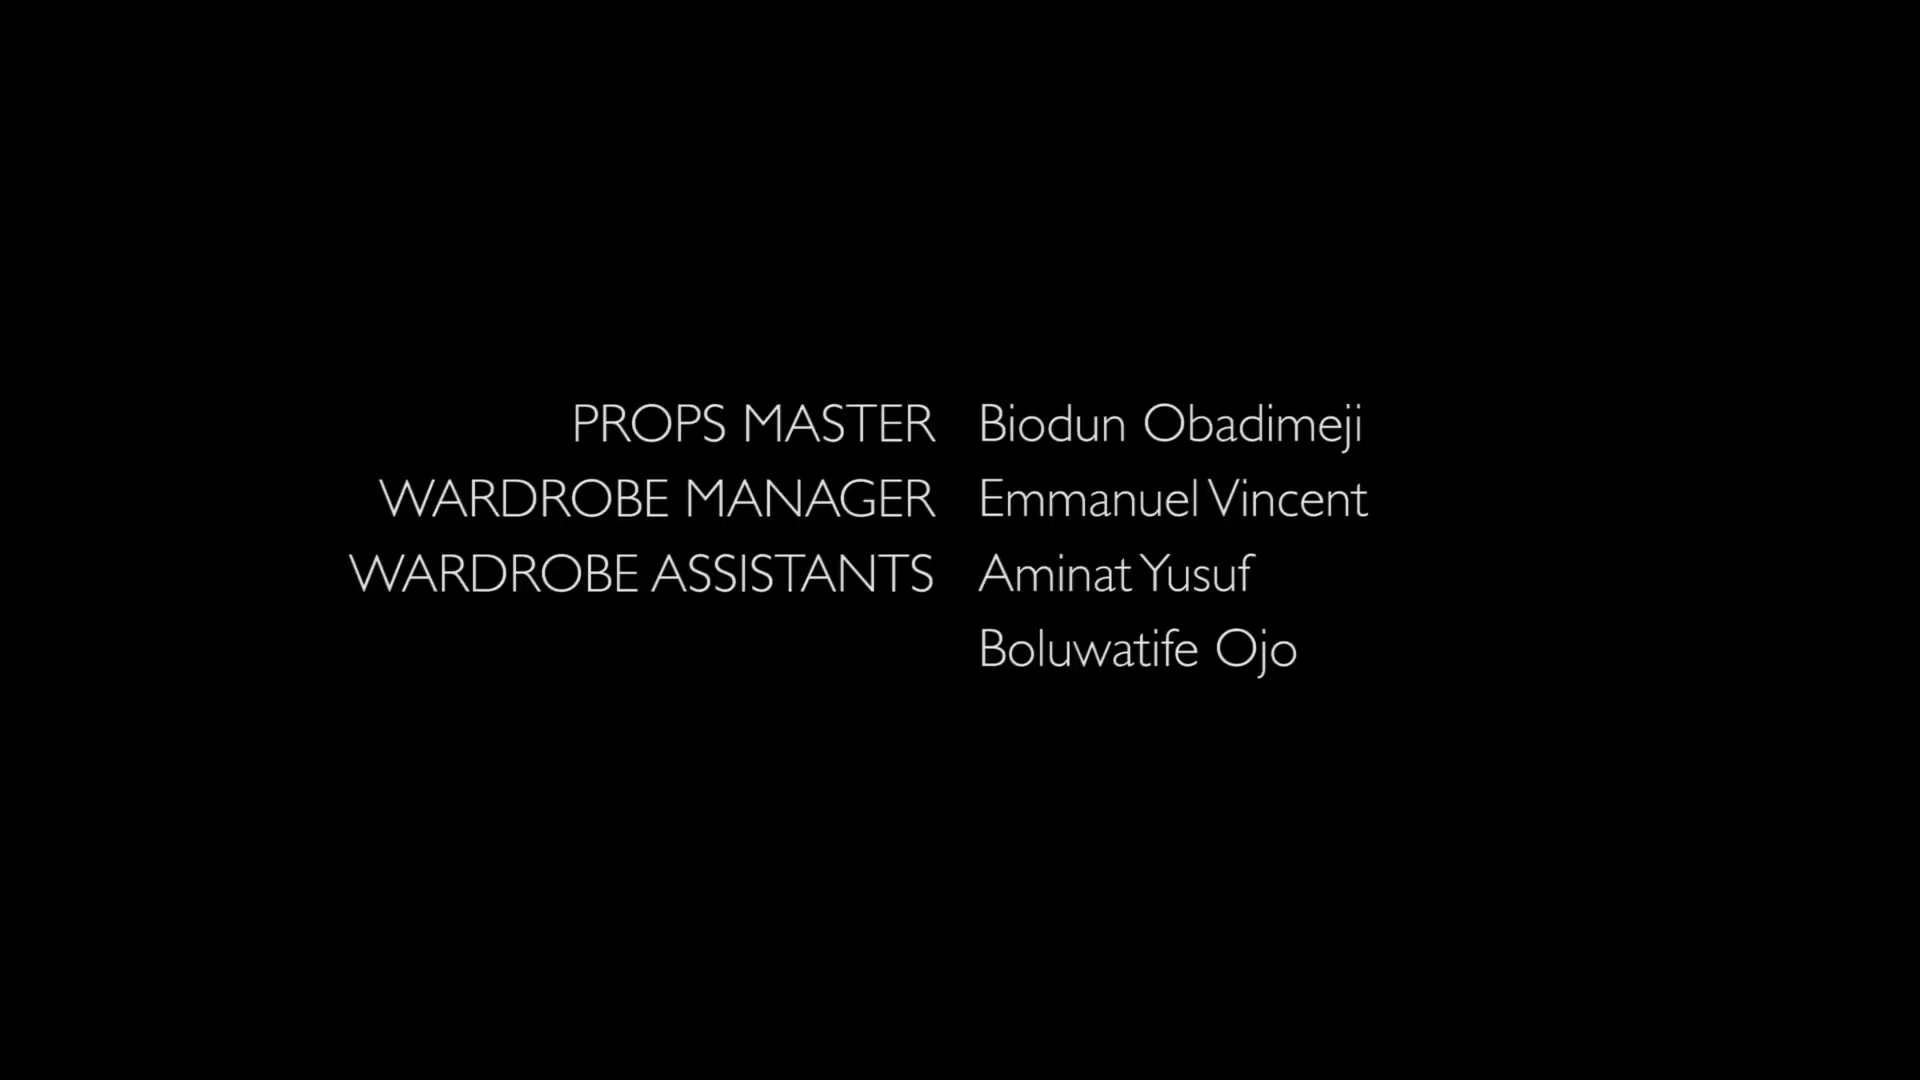 PROPS MASTER Biodun Obadimeji
WARDROBE MANAGER Emmanuel Vincent
WARDROBE ASSISTANTS Aminat Yusuf
Boluwatife Ojo